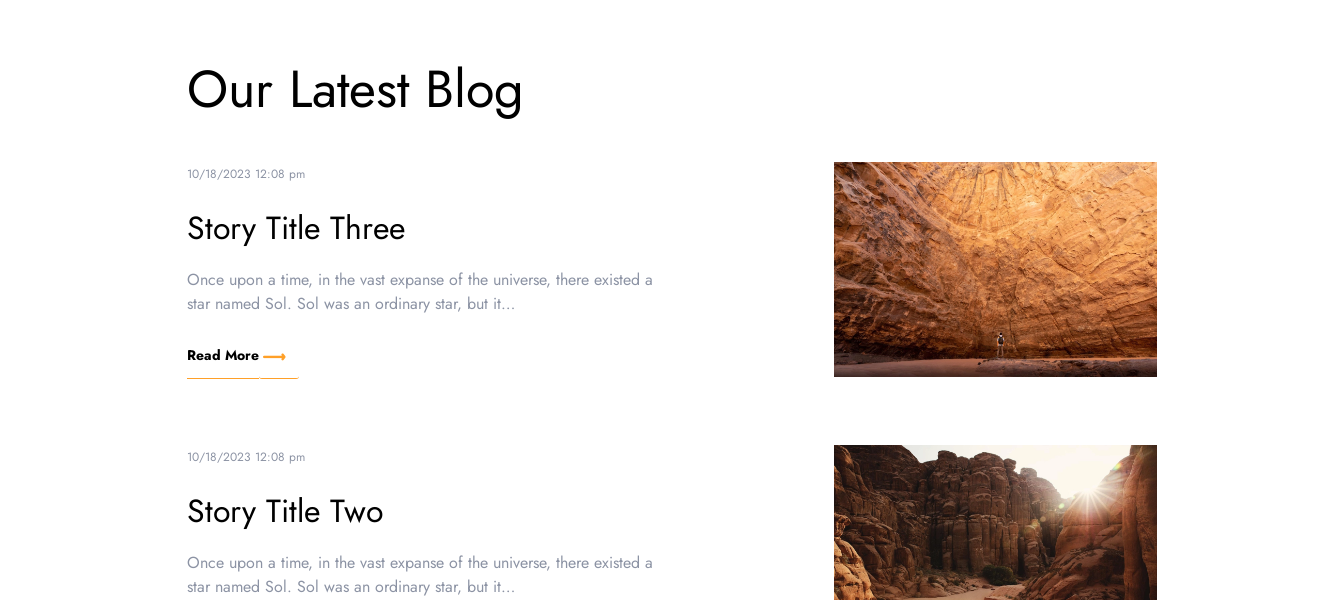 Our Latest Blog
10/18/2023 12:08 pm
Story Title Three
Once upon a time, in the vast expanse of the universe, there existed a
star named Sol. Sol was an ordinary star, but it...
Read More
10/18/2023 12:08 pm
Story Title Two
Once upon a time, in the vast expanse of the universe, there existed a
star named Sol. Sol was an ordinary star, but it...